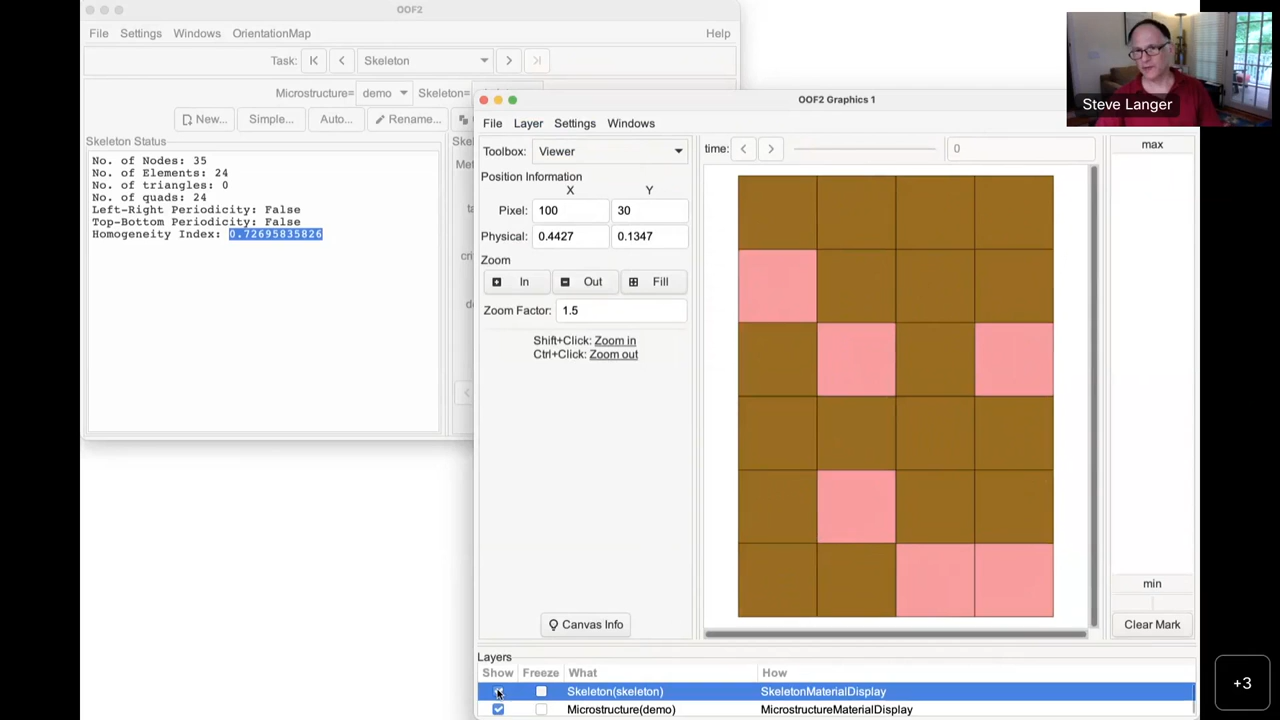 OOF2
File Settings Windows OrientationMap Help
Task: Skeleton
Microstructure= demo Skeleton=
New... Simple... Auto... Rename...
Skeleton Status
No. of Nodes: 35
No. of Elements: 24
No. of triangles: 0
No. of quads: 24
Left-Right Periodicity: False
Top-Bottom Periodicity: False
Homogeneity Index: 0.72695835826
OOF2 Graphics 1
File Layer Settings Windows
Toolbox: Viewer
Position Information
X Y
Pixel: 100 30
Physical: 0.4427 0.1347
Zoom
In Out Fill
Zoom Factor: 1.5
Shift+Click: Zoom in
Ctrl+Click: Zoom out
Canvas Info
time: 0
max
min
Clear Mark
Layers
Show Freeze What How
Skeleton(skeleton) SkeletonMaterialDisplay
Microstructure(demo) MicrostructureMaterialDisplay
Steve Langer
+3